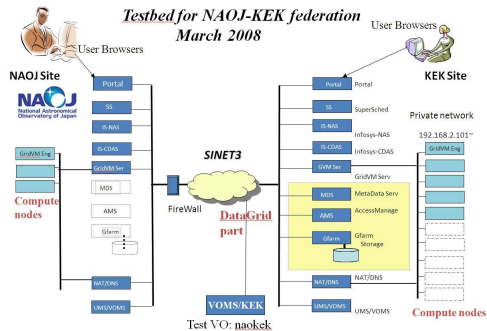 Testbed for NAOJ-KEK federation
March 2008
User Browsers
User Browsers
NAOJ Site
NAOJ
National Astronomical
Observatory of Japan
Portal
SS
IS-NAS
IS-CDAS
GridVM Eng
GridVM Ser
MDS
AMS
Gfarm
NAT/DNS
UMS/VOMS
Compute
nodes
FireWall
SINET3
DataGrid
part
VOMS/KEK
Test VO: naokek
KEK Site
Portal
Portal
SS
SuperSched
IS-NAS
Infosys-NAS
IS-CDAS
Infosys-CDAS
GVM Ser
GridVM Serv
MDS
MetaData Serv
AMS
AccessManage
Gfarm
Gfarm
Storage
NAT/DNS
NAT/DNS
UMS/VOMS
UMS/VOMS
Private network
192.168.2.101~
GridVM Eng
Compute nodes